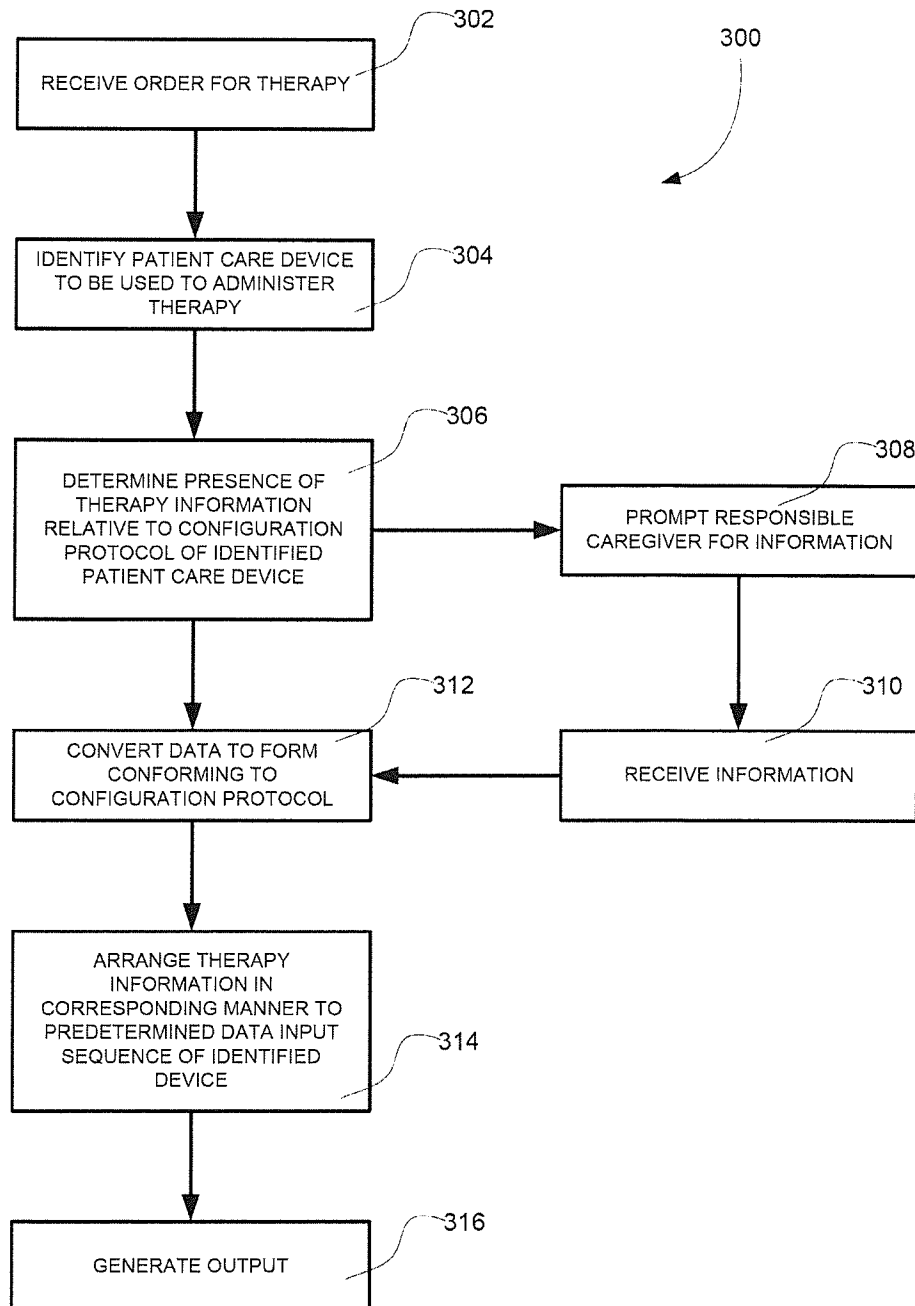 302
300
RECEIVE ORDER FOR THERAPY
IDENTIFY PATIENT CARE DEVICE
TO BE USED TO ADMINISTER
THERAPY
304
306
DETERMINE PRESENCE OF
THERAPY INFORMATION
RELATIVE TO CONFIGURATION
PROTOCOL OF IDENTIFIED
PATIENT CARE DEVICE
308
PROMPT RESPONSIBLE
CAREGIVER FOR INFORMATION
312
310
CONVERT DATA TO FORM
CONFORMING TO
CONFIGURATION PROTOCOL
RECEIVE INFORMATION
ARRANGE THERAPY
INFORMATION IN
CORRESPONDING MANNER TO
PREDETERMINED DATA INPUT
SEQUENCE OF IDENTIFIED
DEVICE
314
316
GENERATE OUTPUT